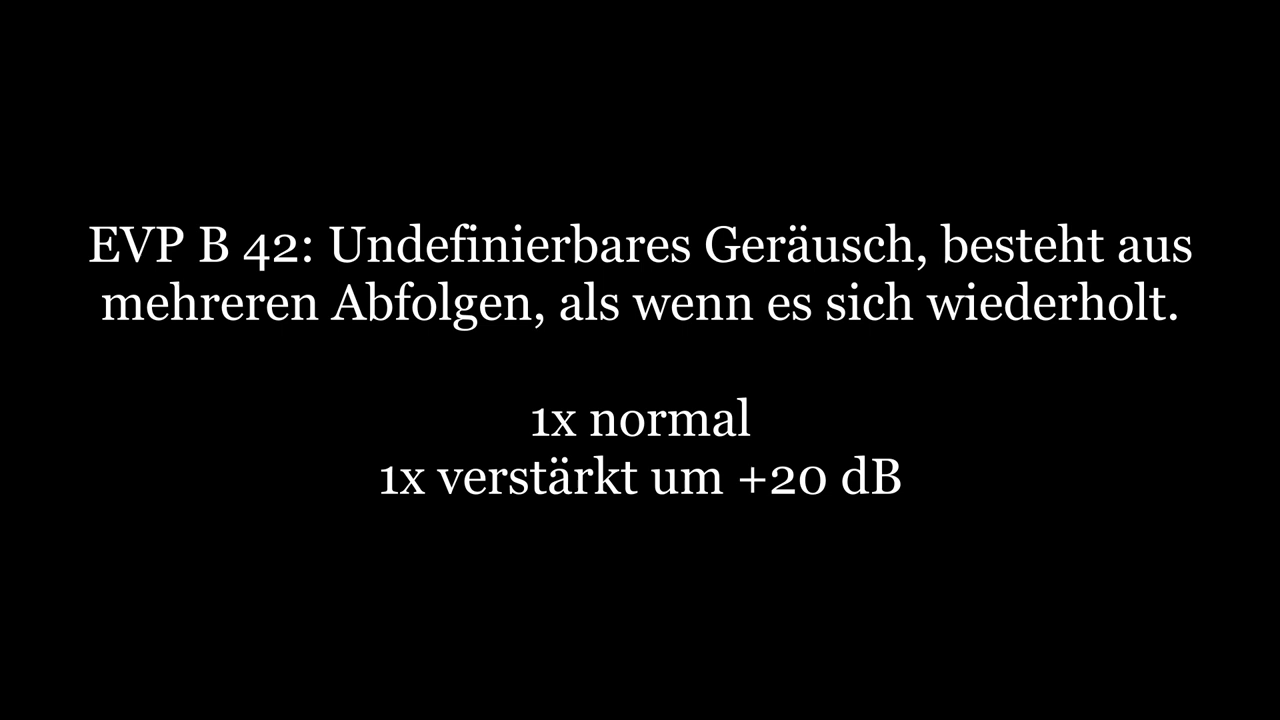 EVP B 42: Undefinierbares Geräusch, besteht aus
mehreren Abfolgen, als wenn es sich wiederholt.
1x normal
1x verstärkt um +20 dB